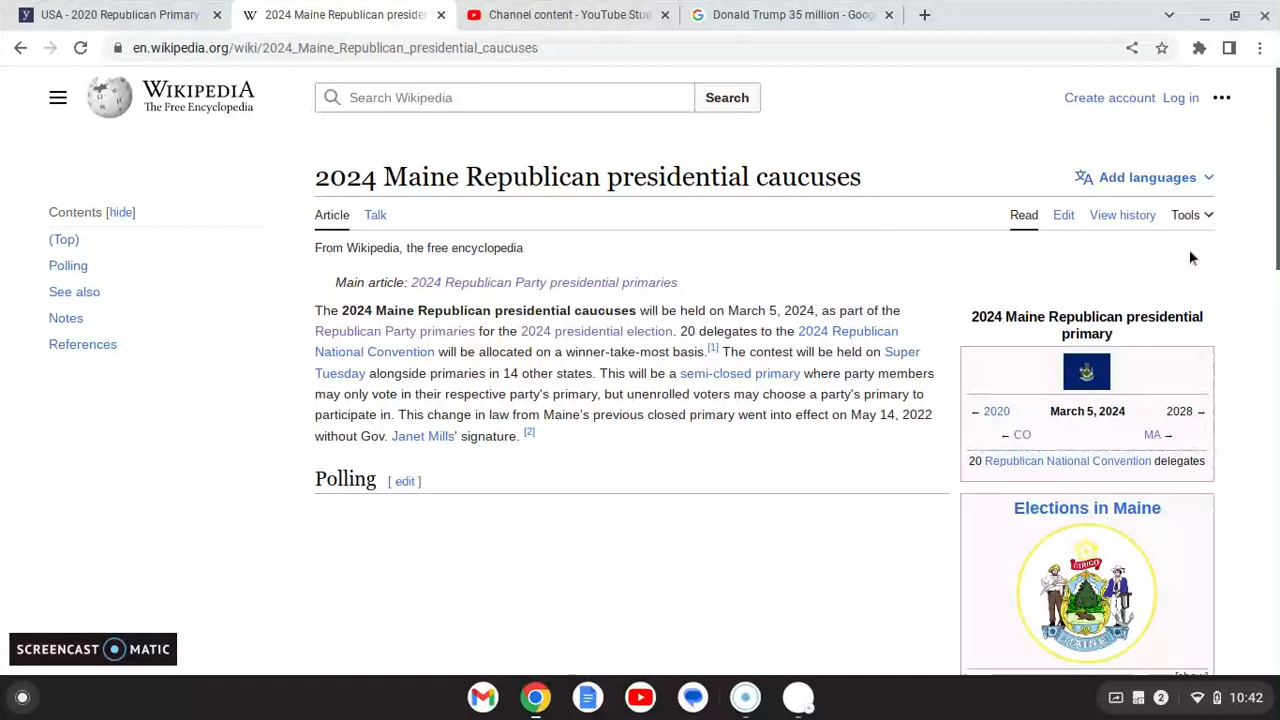 USA - 2020 Republican Primary
2024 Maine Republican preside
Channel content - YouTube Stud
Donald Trump 35 million - Goog
en.wikipedia.org/wiki/2024_Maine_Republican_presidential_caucuses
WIKIPEDIA
The Free Encyclopedia
Search Wikipedia
Search
Create account Log in
2024 Maine Republican presidential caucuses
Add languages
Contents [hide]
(Top)
Polling
See also
Notes
References
Article Talk
Read Edit View history Tools
From Wikipedia, the free encyclopedia
Main article: 2024 Republican Party presidential primaries
The 2024 Maine Republican presidential caucuses will be held on March 5, 2024, as part of the
Republican Party primaries for the 2024 presidential election. 20 delegates to the 2024 Republican
National Convention will be allocated on a winner-take-most basis.[1] The contest will be held on Super
Tuesday alongside primaries in 14 other states. This will be a semi-closed primary where party members
may only vote in their respective party's primary, but unenrolled voters may choose a party's primary to
participate in. This change in law from Maine's previous closed primary went into effect on May 14, 2022
without Gov. Janet Mills' signature. [2]
Polling [ edit ]
2024 Maine Republican presidential
primary
← 2020 March 5, 2024 2028 →
← CO MA →
20 Republican National Convention delegates
Elections in Maine
DIRIGO
MAINE
[show]
SCREENCAST MATIC
2
10:42